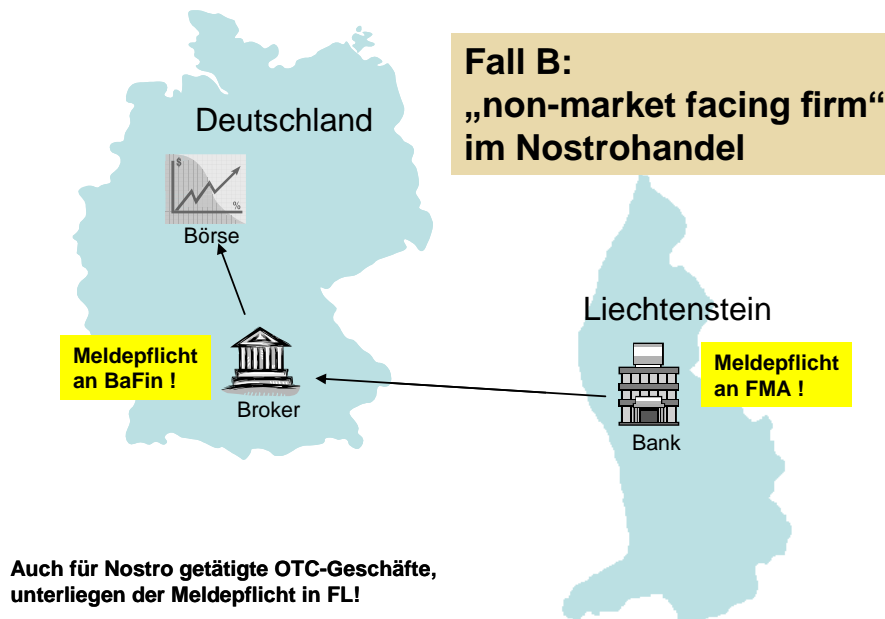 Fall B:
„non-market facing firm“
im Nostrohandel
Deutschland
$
%
Börse
Liechtenstein
Meldepflicht
an BaFin !
Broker
Meldepflicht
an FMA !
Bank
Auch für Nostro getätigte OTC-Geschäfte,
unterliegen der Meldepflicht in FL!